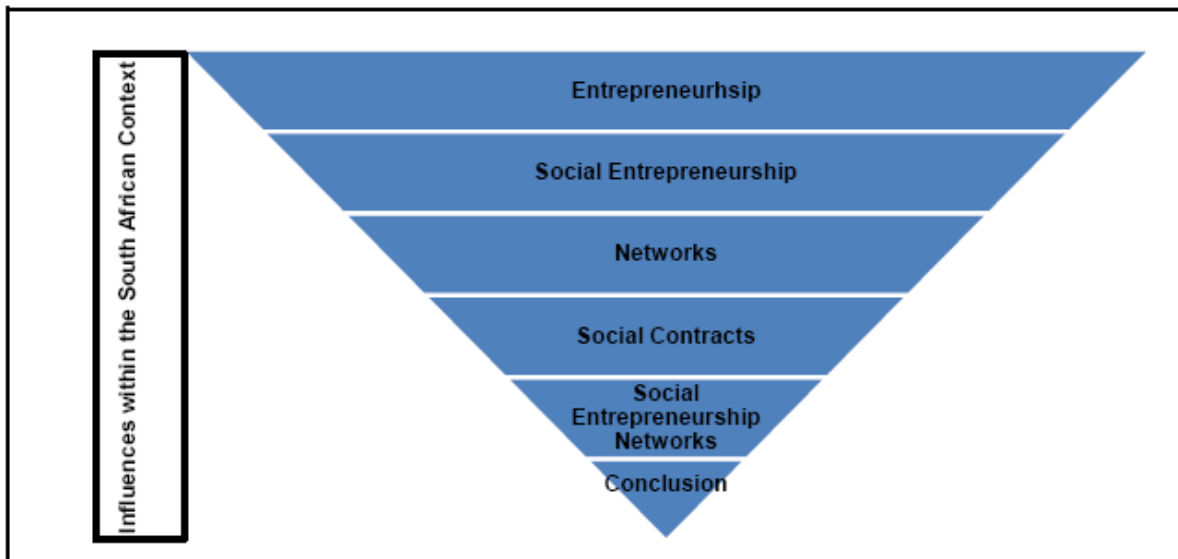 Influences within the South African Context
Entrepreneurhsip
Social Entrepreneurship
Networks
Social Contracts
Social
Entrepreneurship
Networks
Conclusion